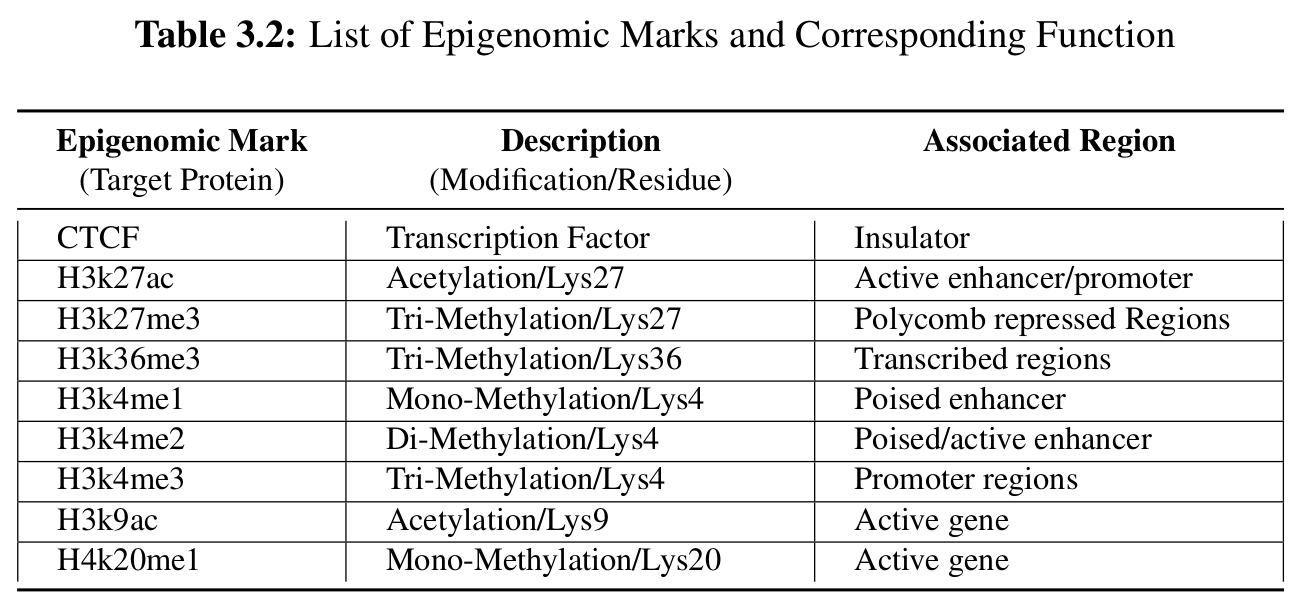 Table 3.2: List of Epigenomic Marks and Corresponding Function
Epigenomic Mark Description Associated Region
(Target Protein) (Modification/Residue)
CTCF Transcription Factor Insulator
H3k27ac Acetylation/Lys27 Active enhancer/promoter
H3k27me3 Tri-Methylation/Lys27 Polycomb repressed Regions
H3k36me3 Tri-Methylation/Lys36 Transcribed regions
H3k4me1 Mono-Methylation/Lys4 Poised enhancer
H3k4me2 Di-Methylation/Lys4 Poised/active enhancer
H3k4me3 Tri-Methylation/Lys4 Promoter regions
H3k9ac Acetylation/Lys9 Active gene
H4k20me1 Mono-Methylation/Lys20 Active gene